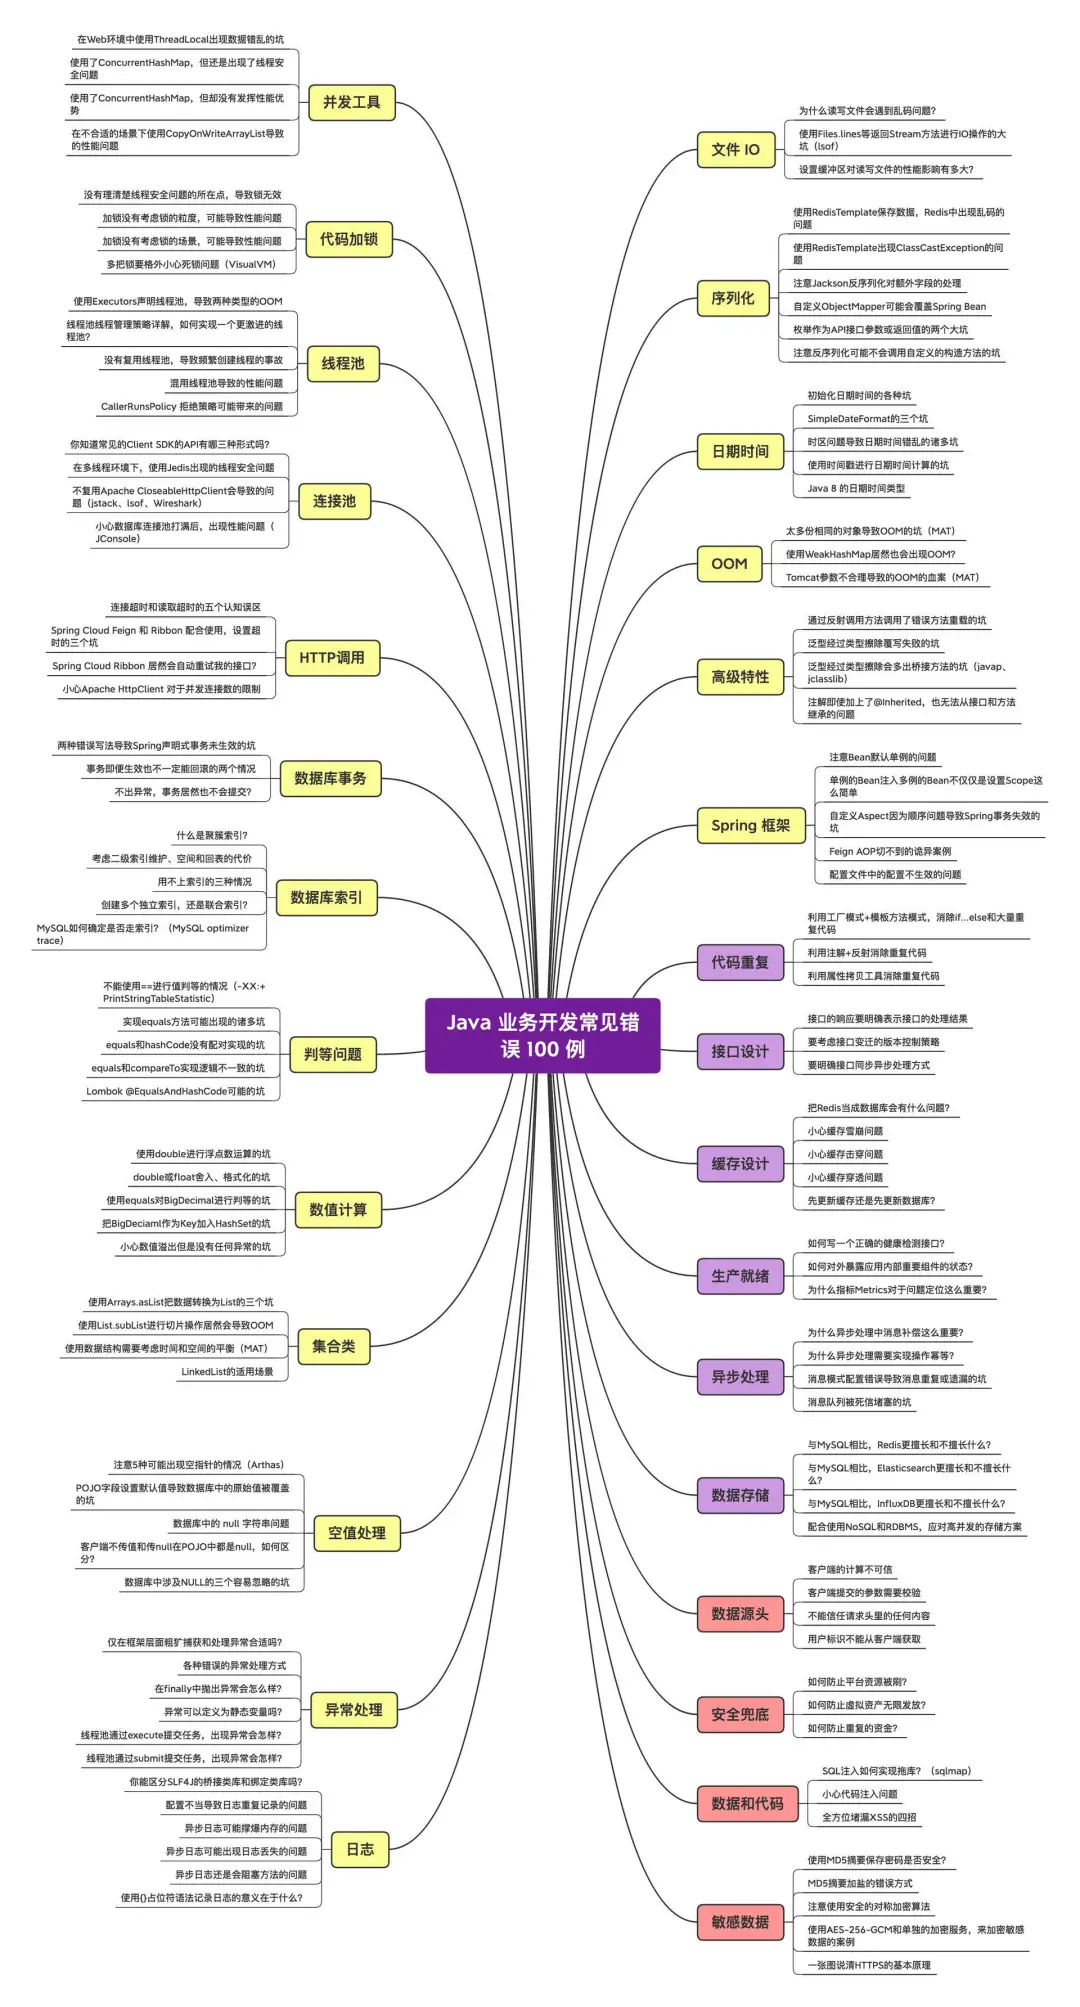 Java 业务开发常见错
误 100 例
并发工具
在Web环境中使用ThreadLocal出现数据错乱的坑
使用了ConcurrentHashMap，但还是出现了线程安
全问题
使用了ConcurrentHashMap，但却没有发挥性能优
势
在不合适的场景下使用CopyOnWriteArrayList导致
的性能问题
代码加锁
没有理清楚线程安全问题的所在点，导致锁无效
加锁没有考虑锁的粒度，可能导致性能问题
加锁没有考虑锁的场景，可能导致性能问题
多把锁要格外小心死锁问题（VisualVM）
线程池
使用Executors声明线程池，导致两种类型的OOM
线程池线程管理策略详解，如何实现一个更激进的线
程池？
没有复用线程池，导致频繁创建线程的事故
混用线程池导致的性能问题
CallerRunsPolicy 拒绝策略可能带来的问题
连接池
你知道常见的Client SDK的API有哪三种形式吗？
在多线程环境下，使用Jedis出现的线程安全问题
不复用Apache CloseableHttpClient会导致的问
题（jstack、lsof、Wireshark）
小心数据库连接池打满后，出现性能问题（
JConsole）
HTTP调用
连接超时和读取超时的五个认知误区
Spring Cloud Feign 和 Ribbon 配合使用，设置超
时的三个坑
Spring Cloud Ribbon 居然会自动重试我的接口？
小心Apache HttpClient 对于并发连接数的限制
数据库事务
两种错误写法导致Spring声明式事务未生效的坑
事务即便生效也不一定能回滚的两个情况
不出异常，事务居然也不会提交？
数据库索引
什么是聚簇索引？
考虑二级索引维护、空间和回表的代价
用不上索引的三种情况
创建多个独立索引，还是联合索引？
MySQL如何确定是否走索引？（MySQL optimizer
trace）
判等问题
不能使用==进行值判等的情况（-XX:+
PrintStringTableStatistic）
实现equals方法可能出现的诸多坑
equals和hashCode没有配对实现的坑
equals和compareTo实现逻辑不一致的坑
Lombok @EqualsAndHashCode可能的坑
数值计算
使用double进行浮点数运算的坑
double或float舍入、格式化的坑
使用equals对BigDecimal进行判等的坑
把BigDeciaml作为Key加入HashSet的坑
小心数值溢出但是没有任何异常的坑
集合类
使用Arrays.asList把数据转换为List的三个坑
使用List.subList进行切片操作居然会导致OOM
使用数据结构需要考虑时间和空间的平衡（MAT）
LinkedList的适用场景
空值处理
注意5种可能出现空指针的情况（Arthas）
POJO字段设置默认值导致数据库中的原始值被覆盖
的坑
数据库中的 null 字符串问题
客户端不传值和传null在POJO中都是null，如何区
分？
数据库中涉及NULL的三个容易忽略的坑
异常处理
仅在框架层面粗犷捕获和处理异常合适吗？
各种错误的异常处理方式
在finally中抛出异常会怎么样？
异常可以定义为静态变量吗？
线程池通过execute提交任务，出现异常会怎样？
线程池通过submit提交任务，出现异常会怎样？
日志
你能区分SLF4J的桥接类库和绑定类库吗？
配置不当导致日志重复记录的问题
异步日志可能撑爆内存的问题
异步日志可能出现日志丢失的问题
异步日志还是会阻塞方法的问题
使用{}占位符语法记录日志的意义在于什么？
文件 IO
为什么读写文件会遇到乱码问题？
使用Files.lines等返回Stream方法进行IO操作的大
坑（lsof）
设置缓冲区对读写文件的性能影响有多大？
序列化
使用RedisTemplate保存数据，Redis中出现乱码的
问题
使用RedisTemplate出现ClassCastException的问
题
注意Jackson反序列化对额外字段的处理
自定义ObjectMapper可能会覆盖Spring Bean
枚举作为API接口参数或返回值的两个大坑
注意反序列化可能不会调用自定义的构造方法的坑
日期时间
初始化日期时间的各种坑
SimpleDateFormat的三个坑
时区问题导致日期时间错乱的诸多坑
使用时间戳进行日期时间计算的坑
Java 8 的日期时间类型
OOM
太多份相同的对象导致OOM的坑（MAT）
使用WeakHashMap居然也会出现OOM？
Tomcat参数不合理导致的OOM的血案（MAT）
高级特性
通过反射调用方法调用了错误方法重载的坑
泛型经过类型擦除覆写失败的坑
泛型经过类型擦除会多出桥接方法的坑（javap、
jclasslib）
注解即使加上了@Inherited，也无法从接口和方法
继承的问题
Spring 框架
注意Bean默认单例的问题
单例的Bean注入多例的Bean不仅仅是设置Scope这
么简单
自定义Aspect因为顺序问题导致Spring事务失效的
坑
Feign AOP切不到的诡异案例
配置文件中的配置不生效的问题
代码重复
利用工厂模式+模板方法模式，消除if...else和大量重
复代码
利用注解+反射消除重复代码
利用属性拷贝工具消除重复代码
接口设计
接口的响应要明确表示接口的处理结果
要考虑接口变迁的版本控制策略
要明确接口同步异步处理方式
缓存设计
把Redis当成数据库会有什么问题？
小心缓存雪崩问题
小心缓存击穿问题
小心缓存穿透问题
先更新缓存还是先更新数据库？
生产就绪
如何写一个正确的健康检测接口？
如何对外暴露应用内部重要组件的状态？
为什么指标Metrics对于问题定位这么重要？
异步处理
为什么异步处理中消息补偿这么重要？
为什么异步处理需要实现操作幂等？
消息模式配置错误导致消息重复或遗漏的坑
消息队列被死信堵塞的坑
数据存储
与MySQL相比，Redis更擅长和不擅长什么？
与MySQL相比，Elasticsearch更擅长和不擅长什
么？
与MySQL相比，InfluxDB更擅长和不擅长什么？
配合使用NoSQL和RDBMS，应对高并发的存储方案
数据源头
客户端的计算不可信
客户端提交的参数需要校验
不能信任请求头里的任何内容
用户标识不能从客户端获取
安全兜底
如何防止平台资源被刷？
如何防止虚拟资产无限发放？
如何防止重复的资金？
数据和代码
SQL注入如何实现拖库？（sqlmap）
小心代码注入问题
全方位堵漏XSS的四招
敏感数据
使用MD5摘要保存密码是否安全？
MD5摘要加盐的错误方式
注意使用安全的对称加密算法
使用AES-256-GCM和单独的加密服务，来加密敏感
数据的案例
一张图说清HTTPS的基本原理